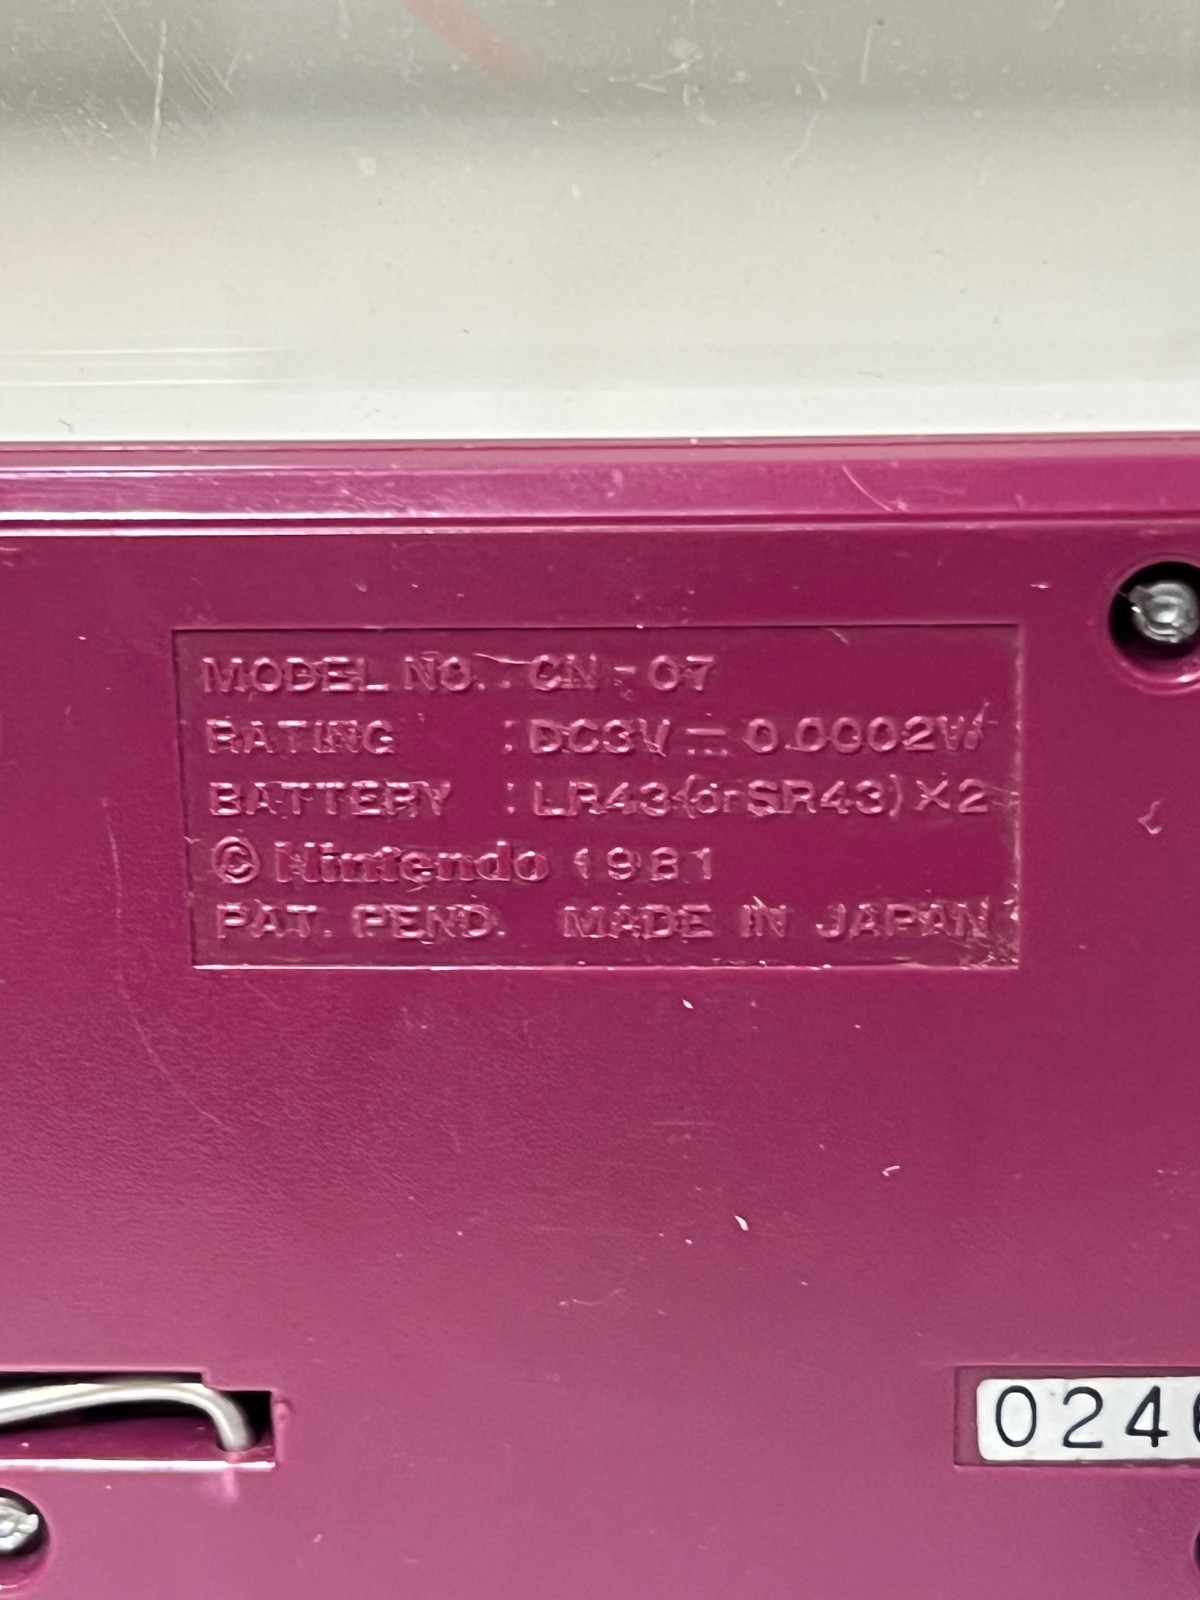 MODEL NO. : CN-07
RATING : DC3V ⎓ 0.0002W
BATTERY : LR43(or SR43)×2
© Nintendo 1981
PAT. PEND. MADE IN JAPAN
024